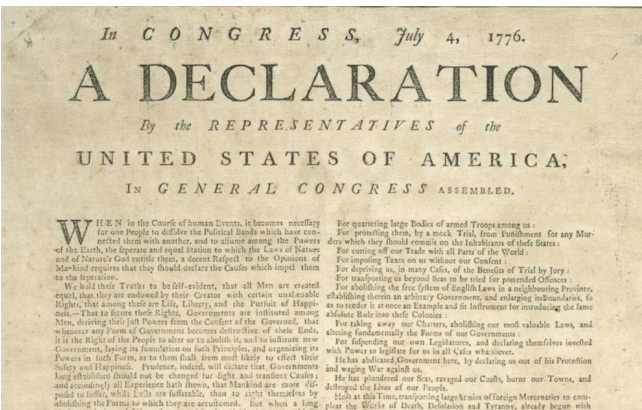 In CONGRESS, July 4, 1776.
A DECLARATION
By the REPRESENTATIVES of the
UNITED STATES OF AMERICA,
In GENERAL CONGRESS ASSEMBLED.
WHEN in the Course of human Events, it becomes necessary
for one People to dissolve the Political Bands which have con-
nected them with another, and to assume among the Powers
of the Earth, the separate and equal Station to which the Laws of Nature
and of Nature's God entitle them, a decent Respect to the Opinions of
Mankind requires that they should declare the Causes which impel them
to the Separation.
We hold these Truths to be self-evident, that all Men are created
equal, that they are endowed by their Creator with certain unalienable
Rights, that among these are Life, Liberty, and the Pursuit of Happi-
ness.—That to secure these Rights, Governments are instituted among
Men, deriving their just Powers from the Consent of the Governed, that
whenever any Form of Government becomes destructive of these Ends,
it is the Right of the People to alter or to abolish it, and to institute new
Government, laying its Foundation on such Principles, and organizing its
Powers in such Form, as to them shall seem most likely to effect their
Safety and Happiness. Prudence, indeed, will dictate that Governments
long established should not be changed for light and transient Causes;
and accordingly all Experience hath shewn, that Mankind are more dis-
posed to suffer, while Evils are sufferable, than to right themselves by
abolishing the Forms to which they are accustomed. But when a long
For quartering large Bodies of armed Troops among us:
For protecting them, by a mock Trial, from Punishment for any Mur-
ders which they should commit on the Inhabitants of these States:
For cutting off our Trade with all Parts of the World:
For imposing Taxes on us without our Consent:
For depriving us, in many Cases, of the Benefits of Trial by Jury:
For transporting us beyond Seas to be tried for pretended Offences:
For abolishing the free System of English Laws in a neighbouring Province,
establishing therein an arbitrary Government, and enlarging its Boundaries, so
as to render it at once an Example and fit Instrument for introducing the same
absolute Rule into these Colonies:
For taking away our Charters, abolishing our most valuable Laws, and
altering fundamentally the Forms of our Governments:
For suspending our own Legislatures, and declaring themselves invested
with Power to legislate for us in all Cases whatsoever.
He has abdicated Government here, by declaring us out of his Protection
and waging War against us.
He has plundered our Seas, ravaged our Coasts, burnt our Towns, and
destroyed the Lives of our People.
He is, at this Time, transporting large Armies of foreign Mercenaries to com-
pleat the Works of Death, Desolation and Tyranny, already begun with